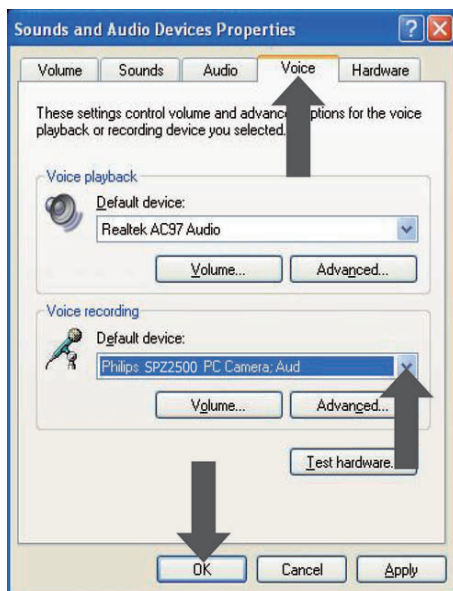 Sounds and Audio Devices Properties
Volume Sounds Audio Voice Hardware
These settings control volume and options for the voice
playback or recording device you selected.
Voice playback
Default device:
Realtek AC97 Audio
Volume... Advanced...
Voice recording
Default device:
Philips SPZ2500 PC Camera; Aud
Volume... Advanced...
Test hardware...
OK Cancel Apply